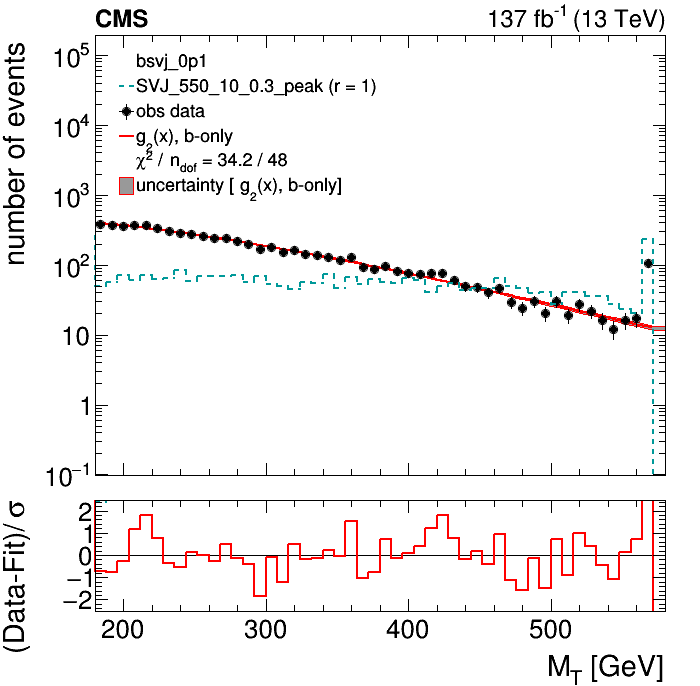 CMS 137 fb⁻¹ (13 TeV)
number of events
bsvj_0p1
SVJ_550_10_0.3_peak (r = 1)
obs data
g₂(x), b-only
χ² / n_dof = 34.2 / 48
uncertainty [ g₂(x), b-only]
10⁵
10⁴
10³
10²
10
1
10⁻¹
(Data-Fit)/σ
2
1
0
−1
−2
200 300 400 500
M_T [GeV]